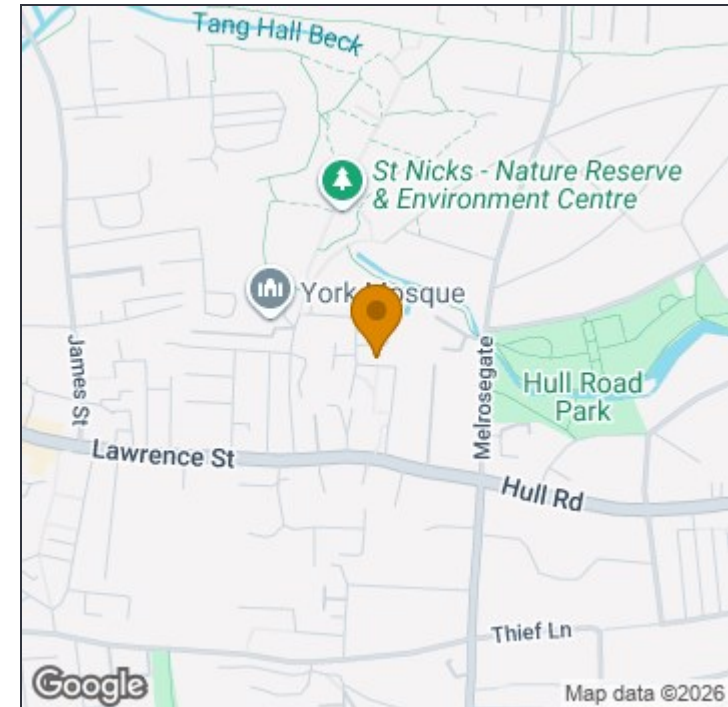 Tang Hall Beck
St Nicks - Nature Reserve
& Environment Centre
York Mosque
James St
Melrosegate
Hull Road
Park
Lawrence St
Hull Rd
Thief Ln
Google
Map data ©2026